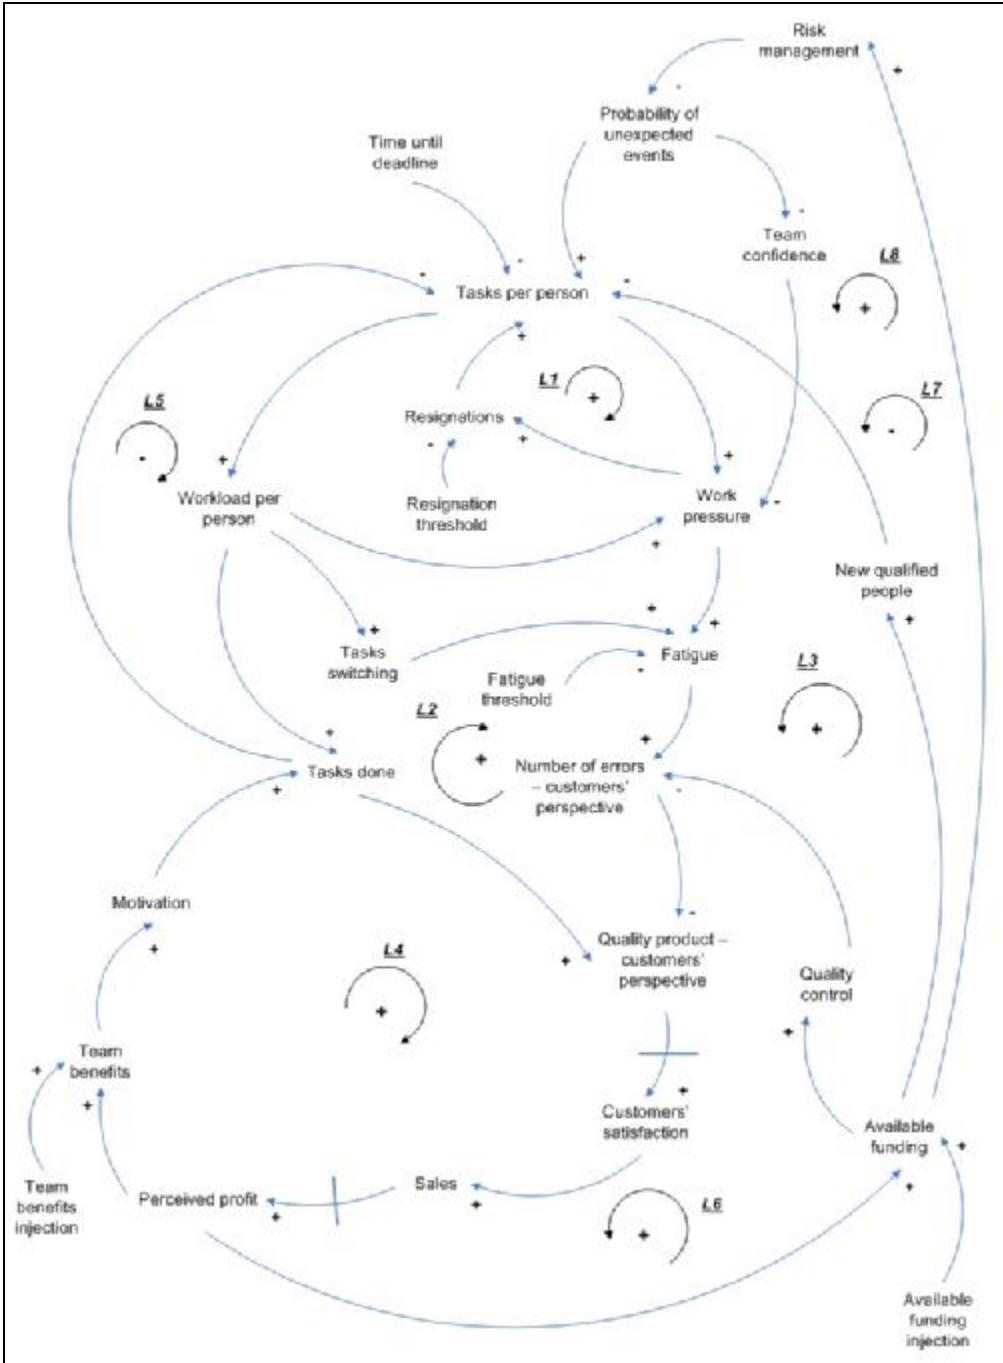 Risk
management
+
-
Probability of
unexpected
events
Time until
deadline
-
Team
confidence
L8
+
-
+
-
-
Tasks per person
+
L1
+
L7
-
L5
-
Resignations
-
+
+
+
Workload per
person
Resignation
threshold
Work
pressure
-
+
New qualified
people
+
+
+
+
Tasks
switching
Fatigue
-
Fatigue
threshold
L3
+
L2
+
+
+
Tasks done
+
Number of errors
– customers’
perspective
-
Motivation
+
-
Quality product –
customers’
perspective
+
L4
+
Quality
control
+
Team
benefits
+
+
+
Customers’
satisfaction
Available
funding
+
+
Team
benefits
injection
Perceived profit
+
Sales
+
L6
+
Available
funding
injection